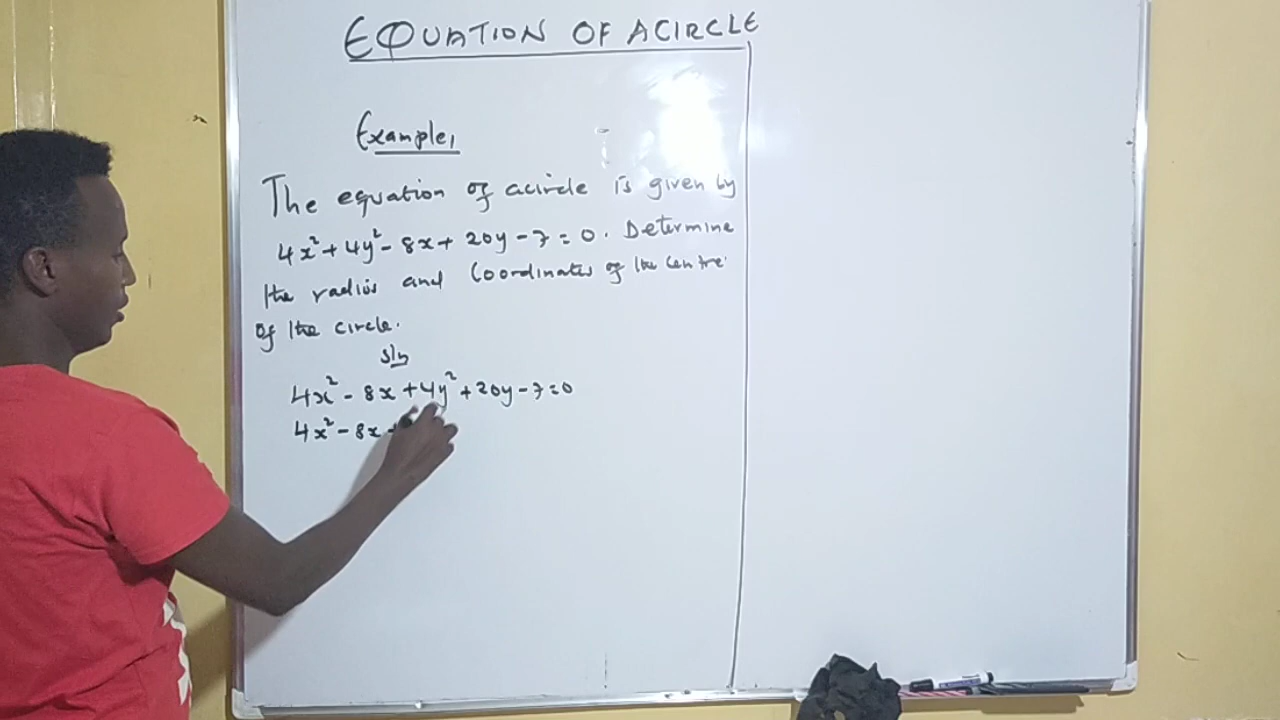 EQUATION OF A CIRCLE
Example,
The equation of acircle is given by
4x² + 4y² - 8x + 20y - 7 = 0. Determine
the radius and coordinates of the centre
of the circle.
Sln
4x² - 8x + 4y² + 20y - 7 = 0
4x² - 8x +